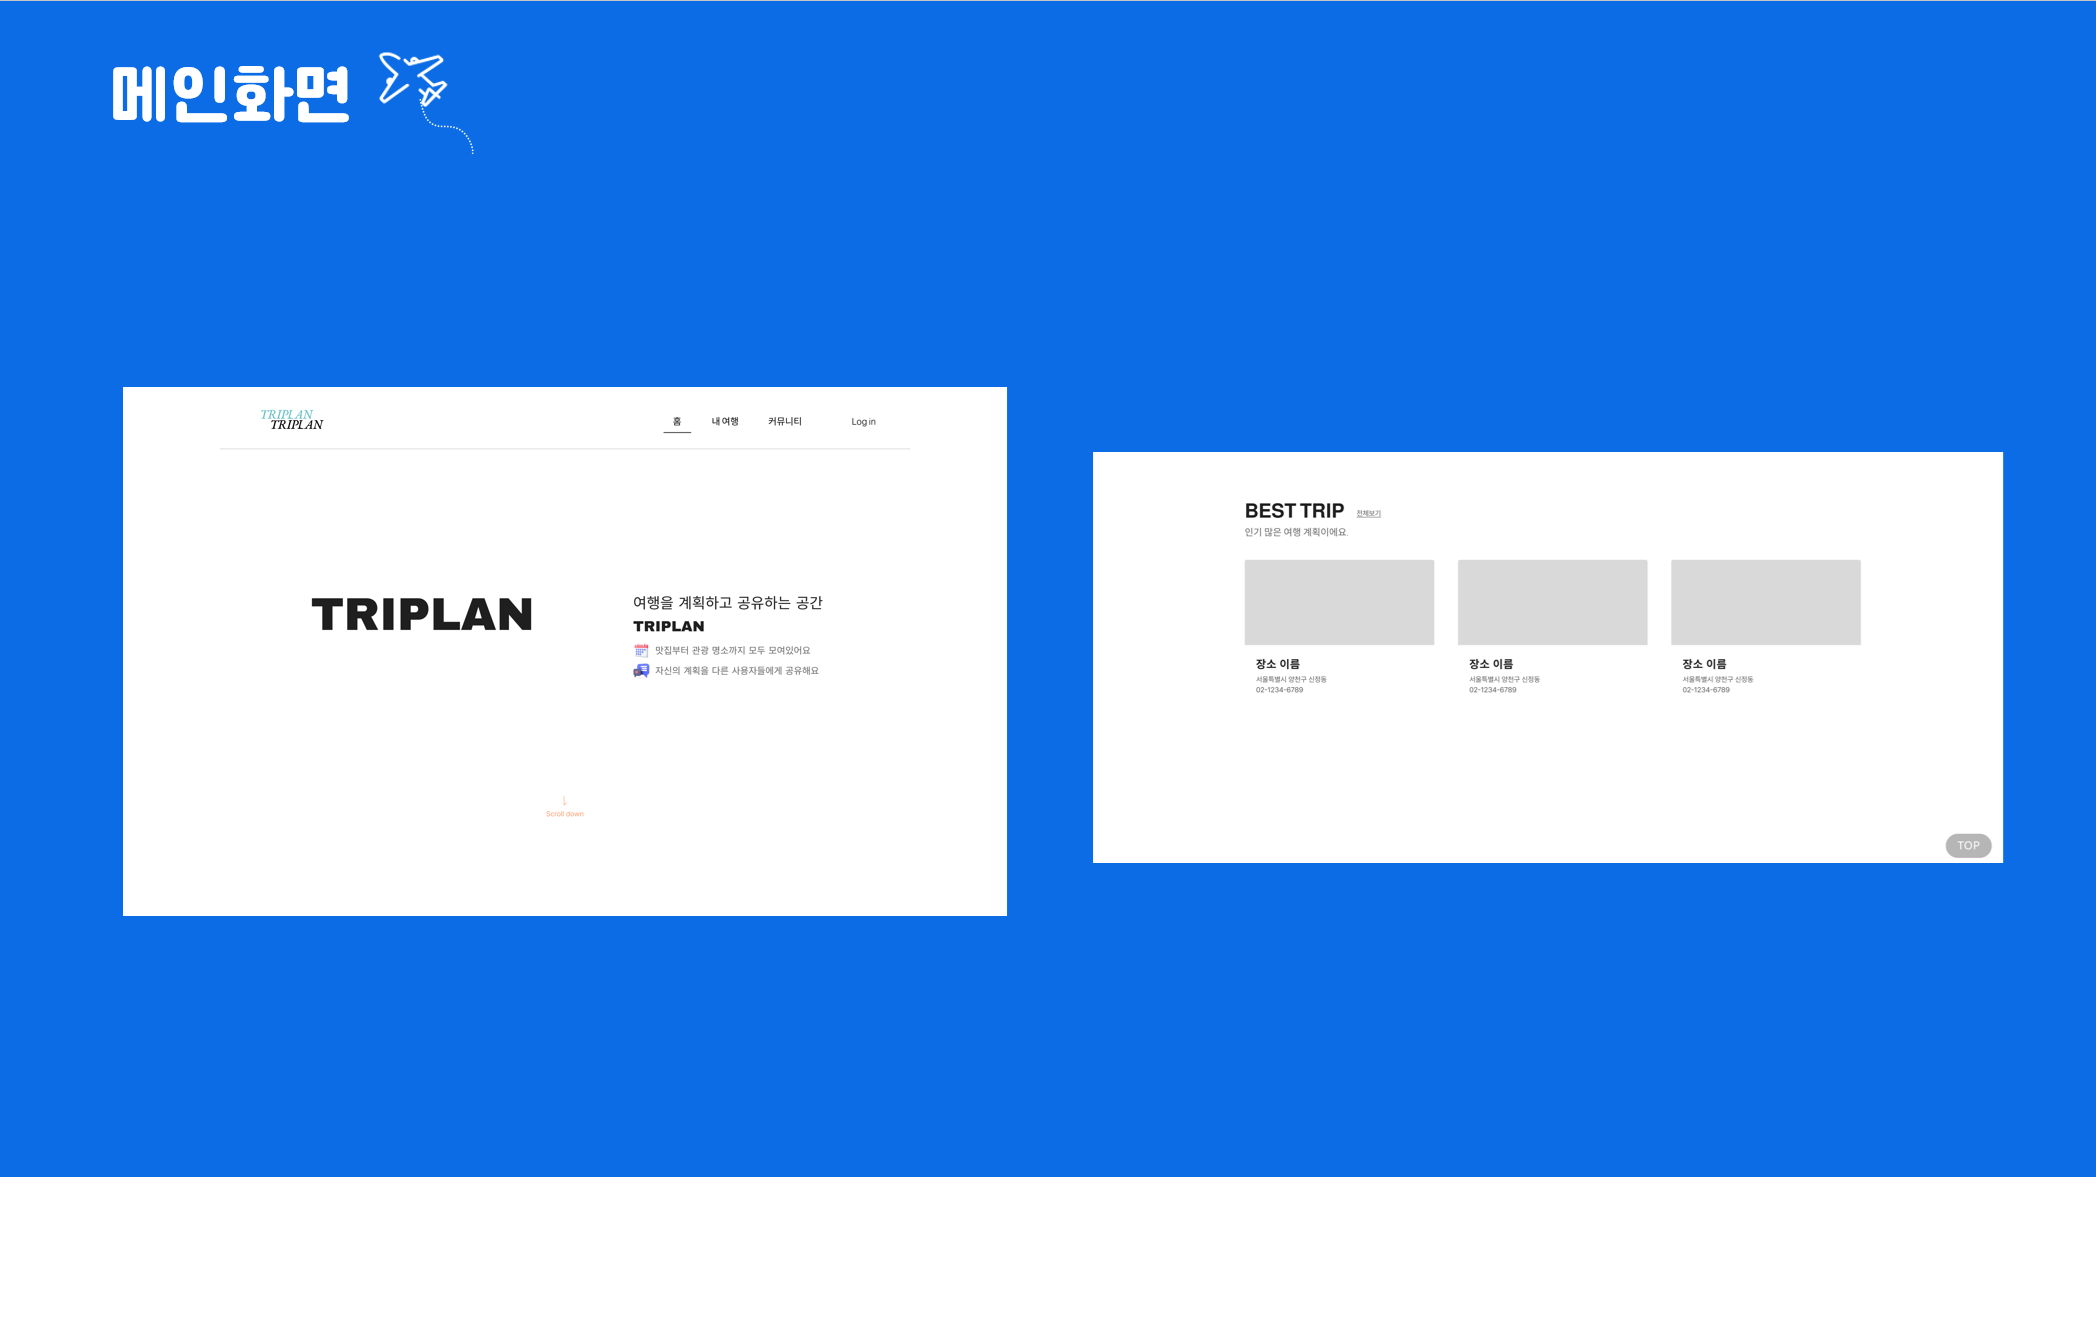 메인화면
TRIPLAN
TRIPLAN
홈 내 여행 커뮤니티 Log in
TRIPLAN
여행을 계획하고 공유하는 공간
TRIPLAN
맛집부터 관광 명소까지 모두 모여있어요
자신의 계획을 다른 사용자들에게 공유해요
Scroll down
BEST TRIP 전체보기
인기 많은 여행 계획이에요.
장소 이름
서울특별시 양천구 신정동
02-1234-6789
장소 이름
서울특별시 양천구 신정동
02-1234-6789
장소 이름
서울특별시 양천구 신정동
02-1234-6789
TOP